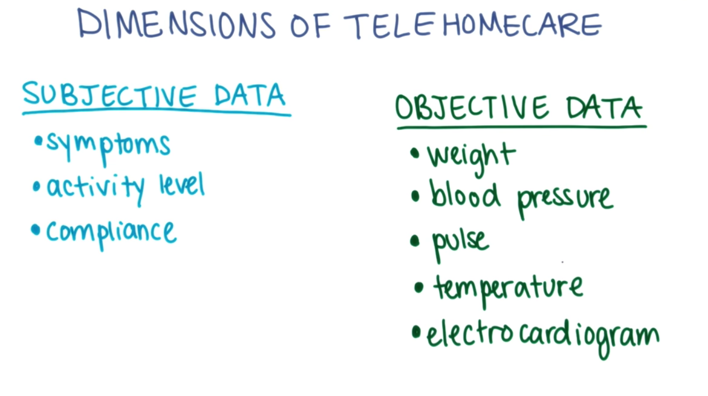 DIMENSIONS OF TELEHOMECARE
SUBJECTIVE DATA
• symptoms
• activity level
• compliance
OBJECTIVE DATA
• weight
• blood pressure
• pulse
• temperature
• electrocardiogram